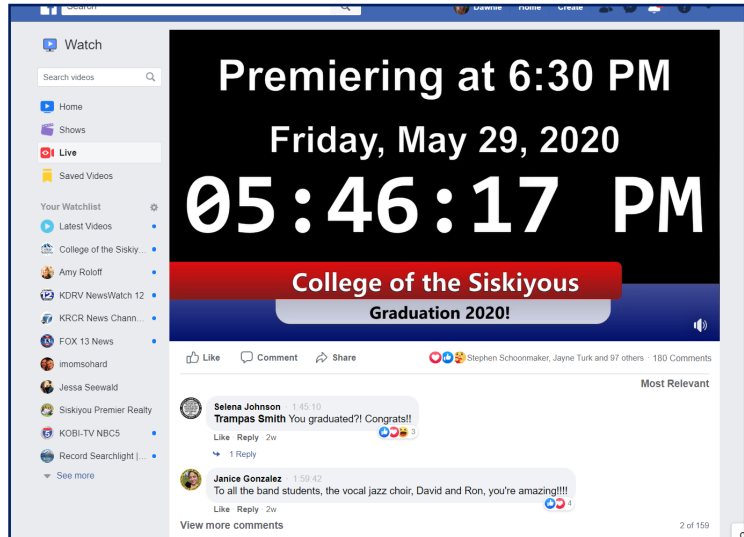 Search
Dawnie Home Create
Watch
Search videos
Home
Shows
Live
Saved Videos
Your Watchlist
Latest Videos
College of the Siskiy...
Amy Roloff
KDRV NewsWatch 12
KRCR News Chann...
FOX 13 News
imomsohard
Jessa Seewald
Siskiyou Premier Realty
KOBI-TV NBC5
Record Searchlight |...
See more
Premiering at 6:30 PM
Friday, May 29, 2020
05:46:17 PM
College of the Siskiyous
Graduation 2020!
Like Comment Share
Stephen Schoonmaker, Jayne Turk and 97 others · 180 Comments
Most Relevant
Selena Johnson · 1:45:10
Trampas Smith You graduated?! Congrats!!
3
Like · Reply · 2w
1 Reply
Janice Gonzalez · 1:59:42
To all the band students, the vocal jazz choir, David and Ron, you're amazing!!!!
4
Like · Reply · 2w
View more comments
2 of 159